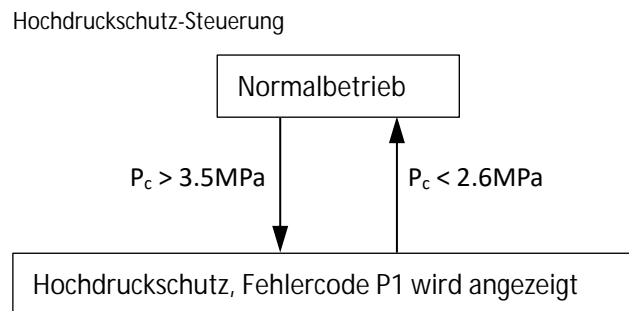 Hochdruckschutz-Steuerung
Normalbetrieb
Pc > 3.5MPa
Pc < 2.6MPa
Hochdruckschutz, Fehlercode P1 wird angezeigt